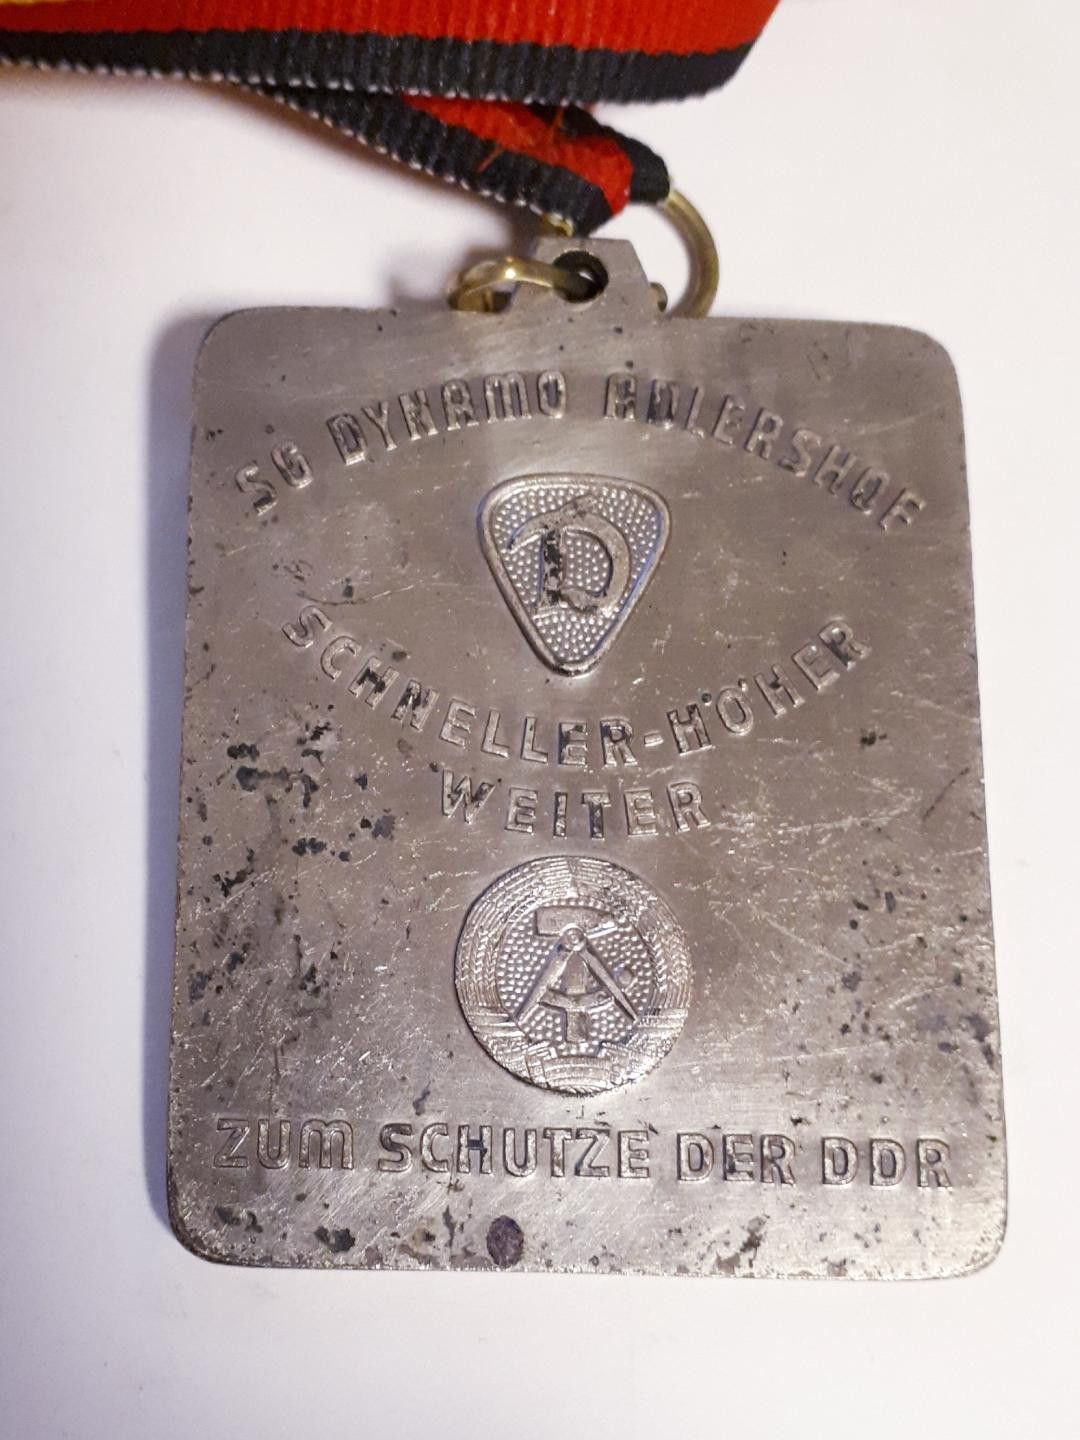 SG DYNAMO ADLERSHOF
D
SCHNELLER-HÖHER
WEITER
ZUM SCHUTZE DER DDR